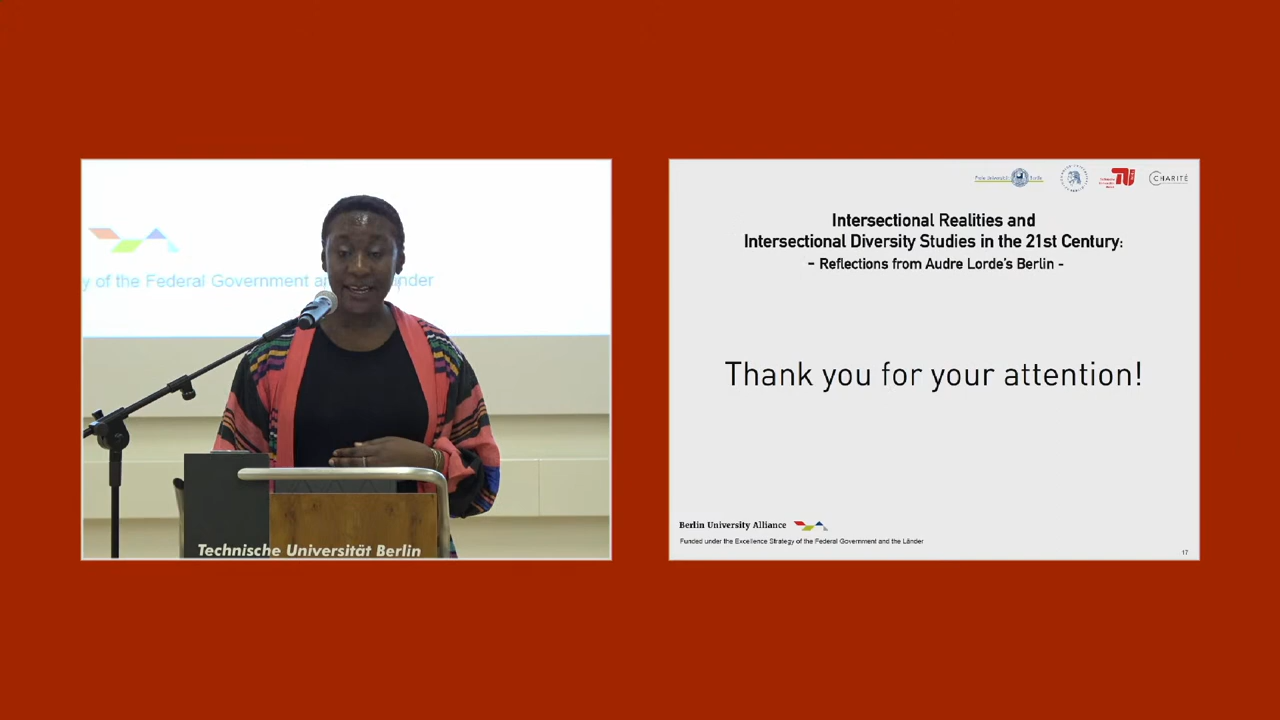 y of the Federal Government an
nder
Technische Universität Berlin
CHARITÉ
Intersectional Realities and
Intersectional Diversity Studies in the 21st Century:
– Reflections from Audre Lorde's Berlin -
Thank you for your attention!
Berlin University Alliance
Funded under the Excellence Strategy of the Federal Government and the Länder
17